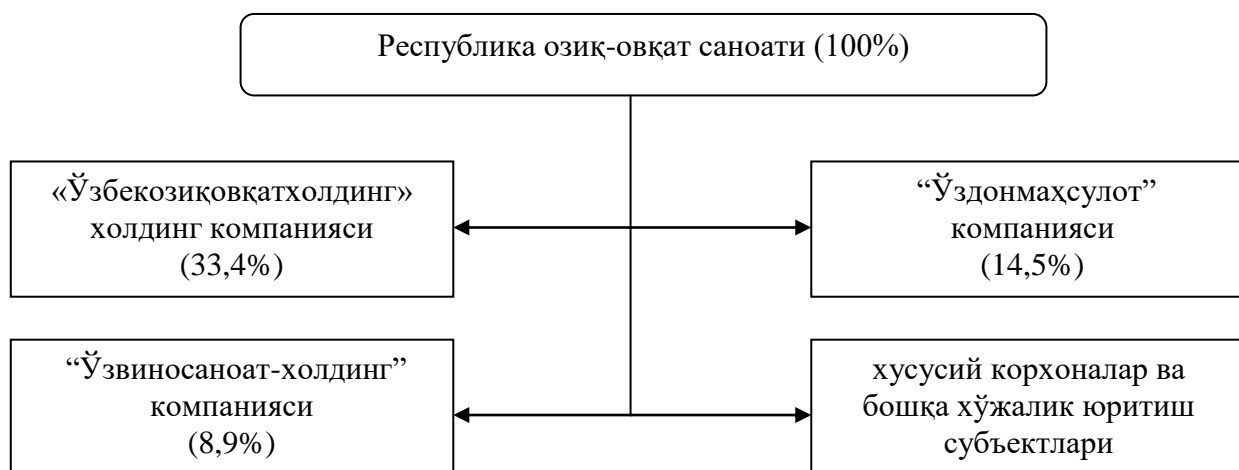 Республика озиқ-овқат саноати (100%)
«Ўзбекозиқовқатхолдинг»
холдинг компанияси
(33,4%)
“Ўздонмаҳсулот”
компанияси
(14,5%)
“Ўзвиносаноат-холдинг”
компанияси
(8,9%)
хусусий корхоналар ва
бошқа хўжалик юритиш
субъектлари